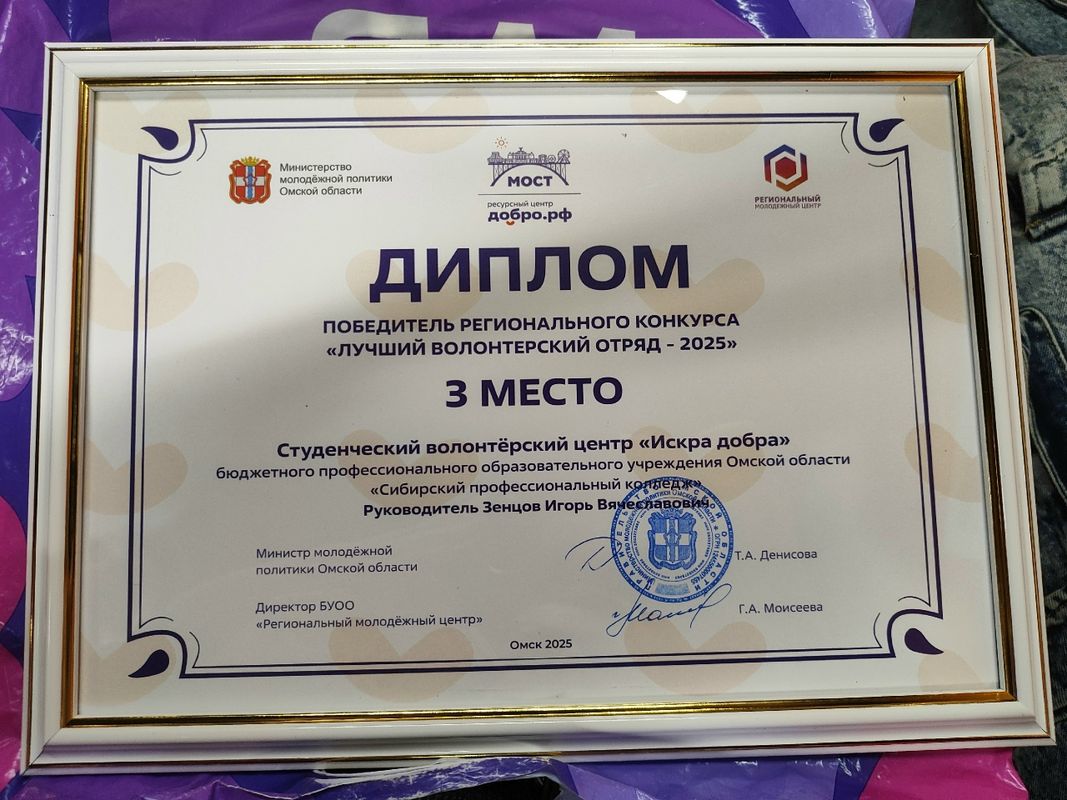 Министерство
молодёжной политики
Омской области
МОСТ
ресурсный центр
добро.рф
РЕГИОНАЛЬНЫЙ
МОЛОДЕЖНЫЙ ЦЕНТР
ДИПЛОМ
ПОБЕДИТЕЛЬ РЕГИОНАЛЬНОГО КОНКУРСА
«ЛУЧШИЙ ВОЛОНТЕРСКИЙ ОТРЯД - 2025»
3 МЕСТО
Студенческий волонтёрский центр «Искра добра»
бюджетного профессионального образовательного учреждения Омской области
«Сибирский профессиональный колледж»
Руководитель Зенцов Игорь Вячеславович
Министр молодёжной
политики Омской области
Т.А. Денисова
Директор БУОО
«Региональный молодёжный центр»
Г.А. Моисеева
Омск 2025